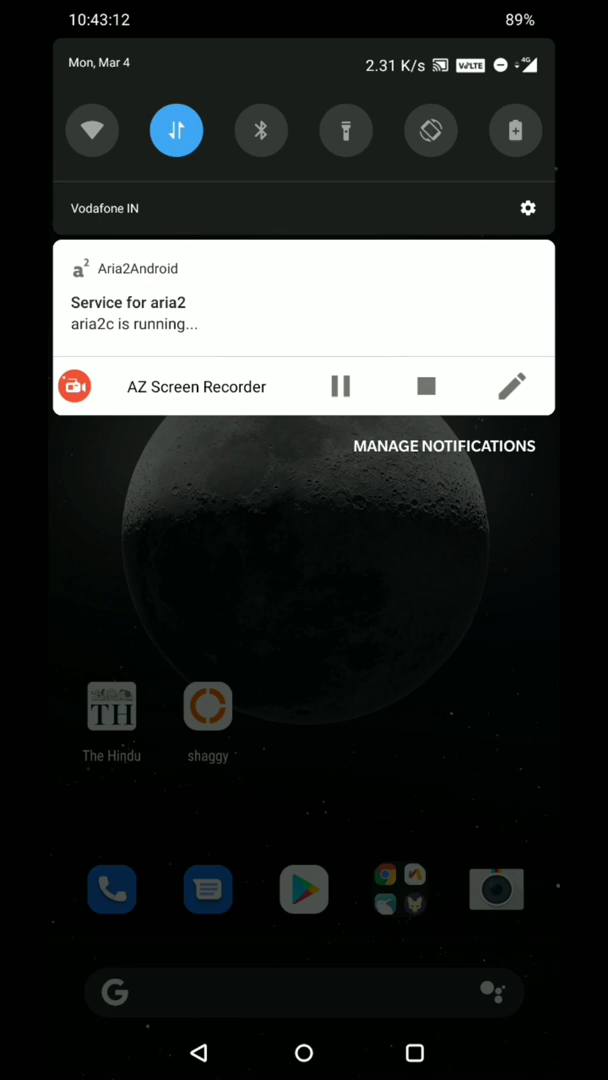 10:43:12 89%
Mon, Mar 4 2.31 K/s VoLTE 4G
Vodafone IN
a2 Aria2Android
Service for aria2
aria2c is running...
AZ Screen Recorder
MANAGE NOTIFICATIONS
TH
The Hindu shaggy
G